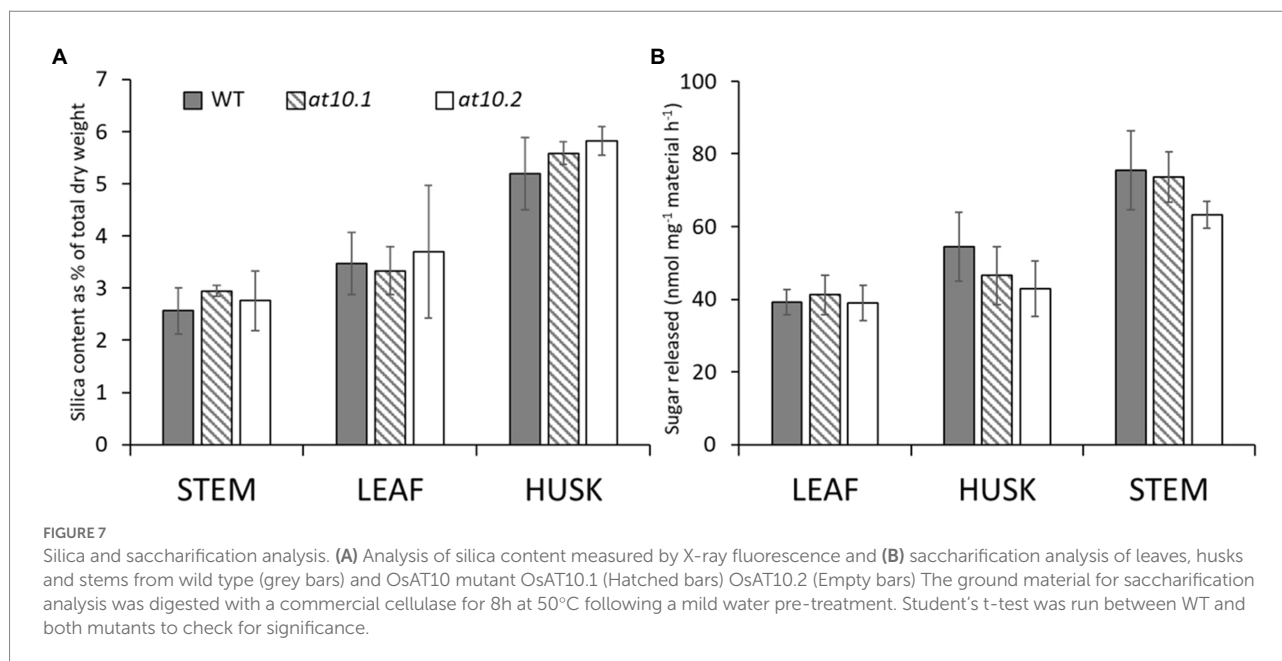 A
Silica content as % of total dry weight
7
6
5
4
3
2
1
0
WT at10.1 at10.2
STEM LEAF HUSK
B
Sugar released (nmol mg⁻¹ material h⁻¹)
100
80
60
40
20
0
LEAF HUSK STEM
FIGURE 7
Silica and saccharification analysis. (A) Analysis of silica content measured by X-ray fluorescence and (B) saccharification analysis of leaves, husks
and stems from wild type (grey bars) and OsAT10 mutant OsAT10.1 (Hatched bars) OsAT10.2 (Empty bars) The ground material for saccharification
analysis was digested with a commercial cellulase for 8h at 50°C following a mild water pre-treatment. Student's t-test was run between WT and
both mutants to check for significance.